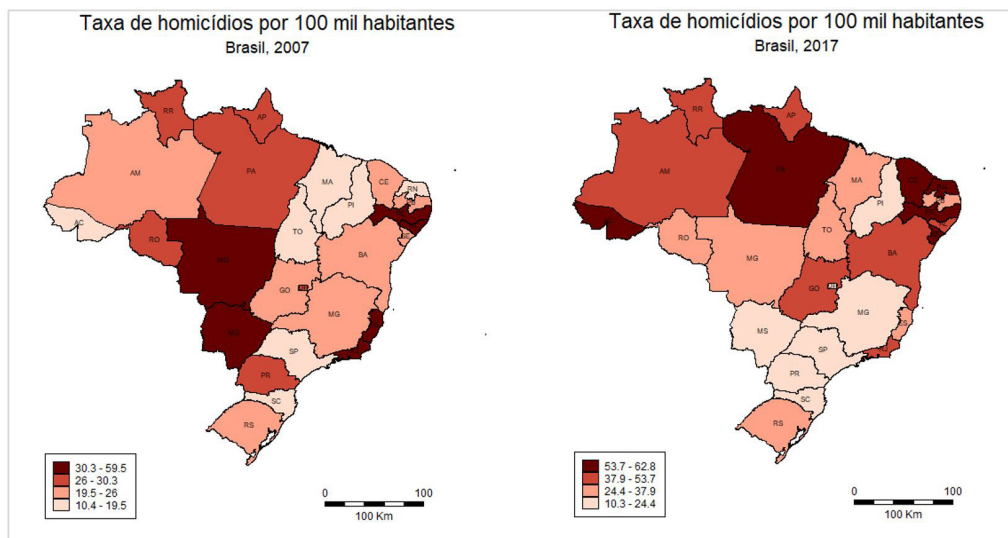 Taxa de homicídios por 100 mil habitantes
Brasil, 2007
RR
AP
AM
PA
MA
CE
RN
PI
AC
TO
RO
BA
GO
MG
SP
PR
SC
RS
30.3 - 59.5
26 - 30.3
19.5 - 26
10.4 - 19.5
0 100
100 Km
Taxa de homicídios por 100 mil habitantes
Brasil, 2017
RR
AP
AM
MA
PI
RO
TO
MG
BA
GO
MG
ES
MS
SP
PR
SC
RS
53.7 - 62.8
37.9 - 53.7
24.4 - 37.9
10.3 - 24.4
0 100
100 Km